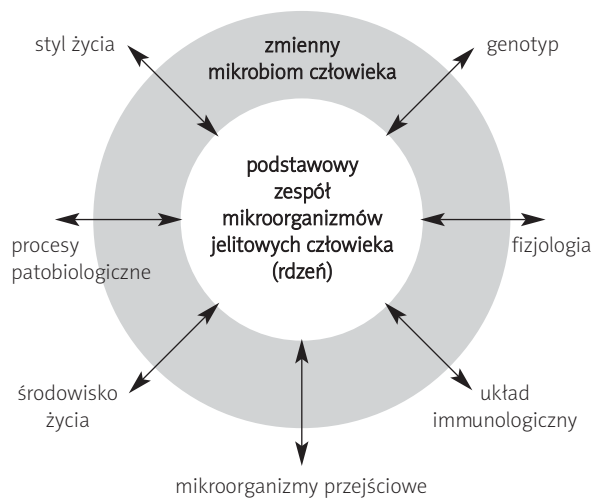 styl życia
zmienny
mikrobiom człowieka
genotyp
podstawowy
zespół
mikroorganizmów
jelitowych człowieka
(rdzeń)
procesy
patobiologiczne
fizjologia
środowisko
życia
układ
immunologiczny
mikroorganizmy przejściowe